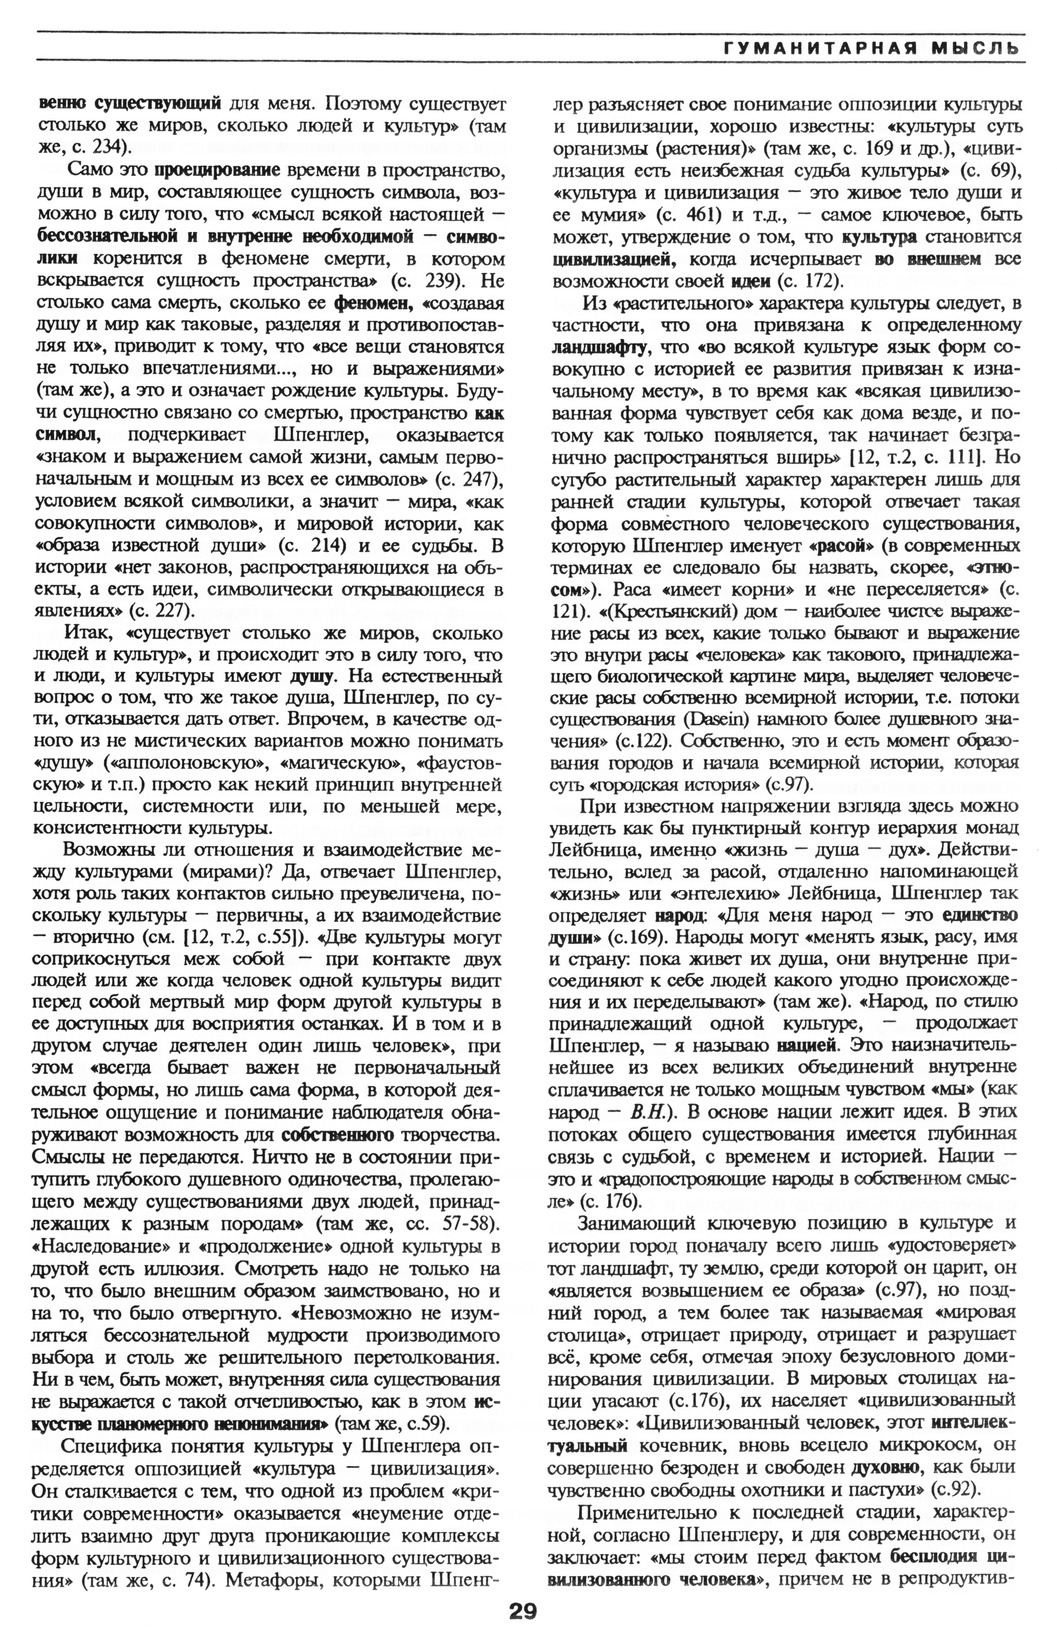 ГУМАНИТАРНАЯ МЫСЛЬ
венно существующий для меня. Поэтому существует
столько же миров, сколько людей и культур» (там
же, с. 234).
Само это проецирование времени в пространство,
души в мир, составляющее сущность символа, воз-
можно в силу того, что «смысл всякой настоящей —
бессознательной и внутренне необходимой — симво-
лики коренится в феномене смерти, в котором
вскрывается сущность пространства» (с. 239). Не
столько сама смерть, сколько ее феномен, «создавая
душу и мир как таковые, разделяя и противопостав-
ляя их», приводит к тому, что «все вещи становятся
не только впечатлениями..., но и выражениями»
(там же), а это и означает рождение культуры. Буду-
чи сущностно связано со смертью, пространство как
символ, подчеркивает Шпенглер, оказывается
«знаком и выражением самой жизни, самым перво-
начальным и мощным из всех ее символов» (с. 247),
условием всякой символики, а значит — мира, «как
совокупности символов», и мировой истории, как
«образа известной души» (с. 214) и ее судьбы. В
истории «нет законов, распространяющихся на объ-
екты, а есть идеи, символически открывающиеся в
явлениях» (с. 227).
Итак, «существует столько же миров, сколько
людей и культур», и происходит это в силу того, что
и люди, и культуры имеют душу. На естественный
вопрос о том, что же такое душа, Шпенглер, по су-
ти, отказывается дать ответ. Впрочем, в качестве од-
ного из не мистических вариантов можно понимать
«душу» («апполоновскую», «магическую», «фаустов-
скую» и т.п.) просто как некий принцип внутренней
цельности, системности или, по меньшей мере,
консистентности культуры.
Возможны ли отношения и взаимодействие ме-
жду культурами (мирами)? Да, отвечает Шпенглер,
хотя роль таких контактов сильно преувеличена, по-
скольку культуры — первичны, а их взаимодействие
— вторично (см. [12, т.2, с.55]). «Две культуры могут
соприкоснуться меж собой — при контакте двух
людей или же когда человек одной культуры видит
перед собой мертвый мир форм другой культуры в
ее доступных для восприятия останках. И в том и в
другом случае деятелен один лишь человек», при
этом «всегда бывает важен не первоначальный
смысл формы, но лишь сама форма, в которой дея-
тельное ощущение и понимание наблюдателя обна-
руживают возможность для собственного творчества.
Смыслы не передаются. Ничто не в состоянии при-
тупить глубокого душевного одиночества, пролегаю-
щего между существованиями двух людей, принад-
лежащих к разным породам» (там же, сс. 57-58).
«Наследование» и «продолжение» одной культуры в
другой есть иллюзия. Смотреть надо не только на
то, что было внешним образом заимствовано, но и
на то, что было отвергнуто. «Невозможно не изум-
ляться бессознательной мудрости производимого
выбора и столь же решительного перетолкования.
Ни в чем, быть может, внутренняя сила существования
не выражается с такой отчетливостью, как в этом ис-
кусстве планомерного непонимания» (там же, с.59).
Специфика понятия культуры у Шпенглера оп-
ределяется оппозицией «культура — цивилизация».
Он сталкивается с тем, что одной из проблем «кри-
тики современности» оказывается «неумение отде-
лить взаимно друг друга проникающие комплексы
форм культурного и цивилизационного существова-
ния» (там же, с. 74). Метафоры, которыми Шпенг-
лер разъясняет свое понимание оппозиции культуры
и цивилизации, хорошо известны: «культуры суть
организмы (растения)» (там же, с. 169 и др.), «циви-
лизация есть неизбежная судьба культуры» (с. 69),
«культура и цивилизация — это живое тело души и
ее мумия» (с. 461) и т.д., — самое ключевое, быть
может, утверждение о том, что культура становится
цивилизацией, когда исчерпывает во внешнем все
возможности своей идеи (с. 172).
Из «растительного» характера культуры следует, в
частности, что она привязана к определенному
ландшафту, что «во всякой культуре язык форм со-
вокупно с историей ее развития привязан к изна-
чальному месту», в то время как «всякая цивилизо-
ванная форма чувствует себя как дома везде, и по-
тому как только появляется, так начинает безгра-
нично распространяться вширь» [12, т.2, с. 111]. Но
сугубо растительный характер характерен лишь для
ранней стадии культуры, которой отвечает такая
форма совместного человеческого существования,
которую Шпенглер именует «расой» (в современных
терминах ее следовало бы назвать, скорее, «этно-
сом»). Раса «имеет корни» и «не переселяется» (с.
121). «(Крестьянский) дом — наиболее чистое выраже-
ние расы из всех, какие только бывают и выражение
это внутри расы «человека» как такового, принадлежа-
щего биологической картине мира, выделяет человече-
ские расы собственно всемирной истории, т.е. потоки
существования (Dasein) намного более душевного зна-
чения» (с.122). Собственно, это и есть момент образо-
вания городов и начала всемирной истории, которая
суть «городская история» (с.97).
При известном напряжении взгляда здесь можно
увидеть как бы пунктирный контур иерархия монад
Лейбница, именно «жизнь — душа — дух». Действи-
тельно, вслед за расой, отдаленно напоминающей
«жизнь» или «энтелехию» Лейбница, Шпенглер так
определяет народ: «Для меня народ — это единство
души» (с.169). Народы могут «менять язык, расу, имя
и страну: пока живет их душа, они внутренне при-
соединяют к себе людей какого угодно происхожде-
ния и их переделывают» (там же). «Народ, по стилю
принадлежащий одной культуре, — продолжает
Шпенглер, — я называю нацией. Это наизначитель-
нейшее из всех великих объединений внутренне
сплачивается не только мощным чувством «мы» (как
народ — В.Н.). В основе нации лежит идея. В этих
потоках общего существования имеется глубинная
связь с судьбой, с временем и историей. Нации —
это и «градопостронющие народы в собственном смыс-
ле» (с. 176).
Занимающий ключевую позицию в культуре и
истории город поначалу всего лишь «удостоверяет»
тот ландшафт, ту землю, среди которой он царит, он
«является возвышением ее образа» (с.97), но позд-
ний город, а тем более так называемая «мировая
столица», отрицает природу, отрицает и разрушает
всё, кроме себя, отмечая эпоху безусловного доми-
нирования цивилизации. В мировых столицах на-
ции угасают (с.176), их населяет «цивилизованный
человек»: «Цивилизованный человек, этот интеллек-
туальный кочевник, вновь всецело микрокосм, он
совершенно безроден и свободен духовно, как были
чувственно свободны охотники и пастухи» (с.92).
Применительно к последней стадии, характер-
ной, согласно Шпенглеру, и для современности, он
заключает: «мы стоим перед фактом бесплодия ци-
вилизованного человека», причем не в репродуктив-
29